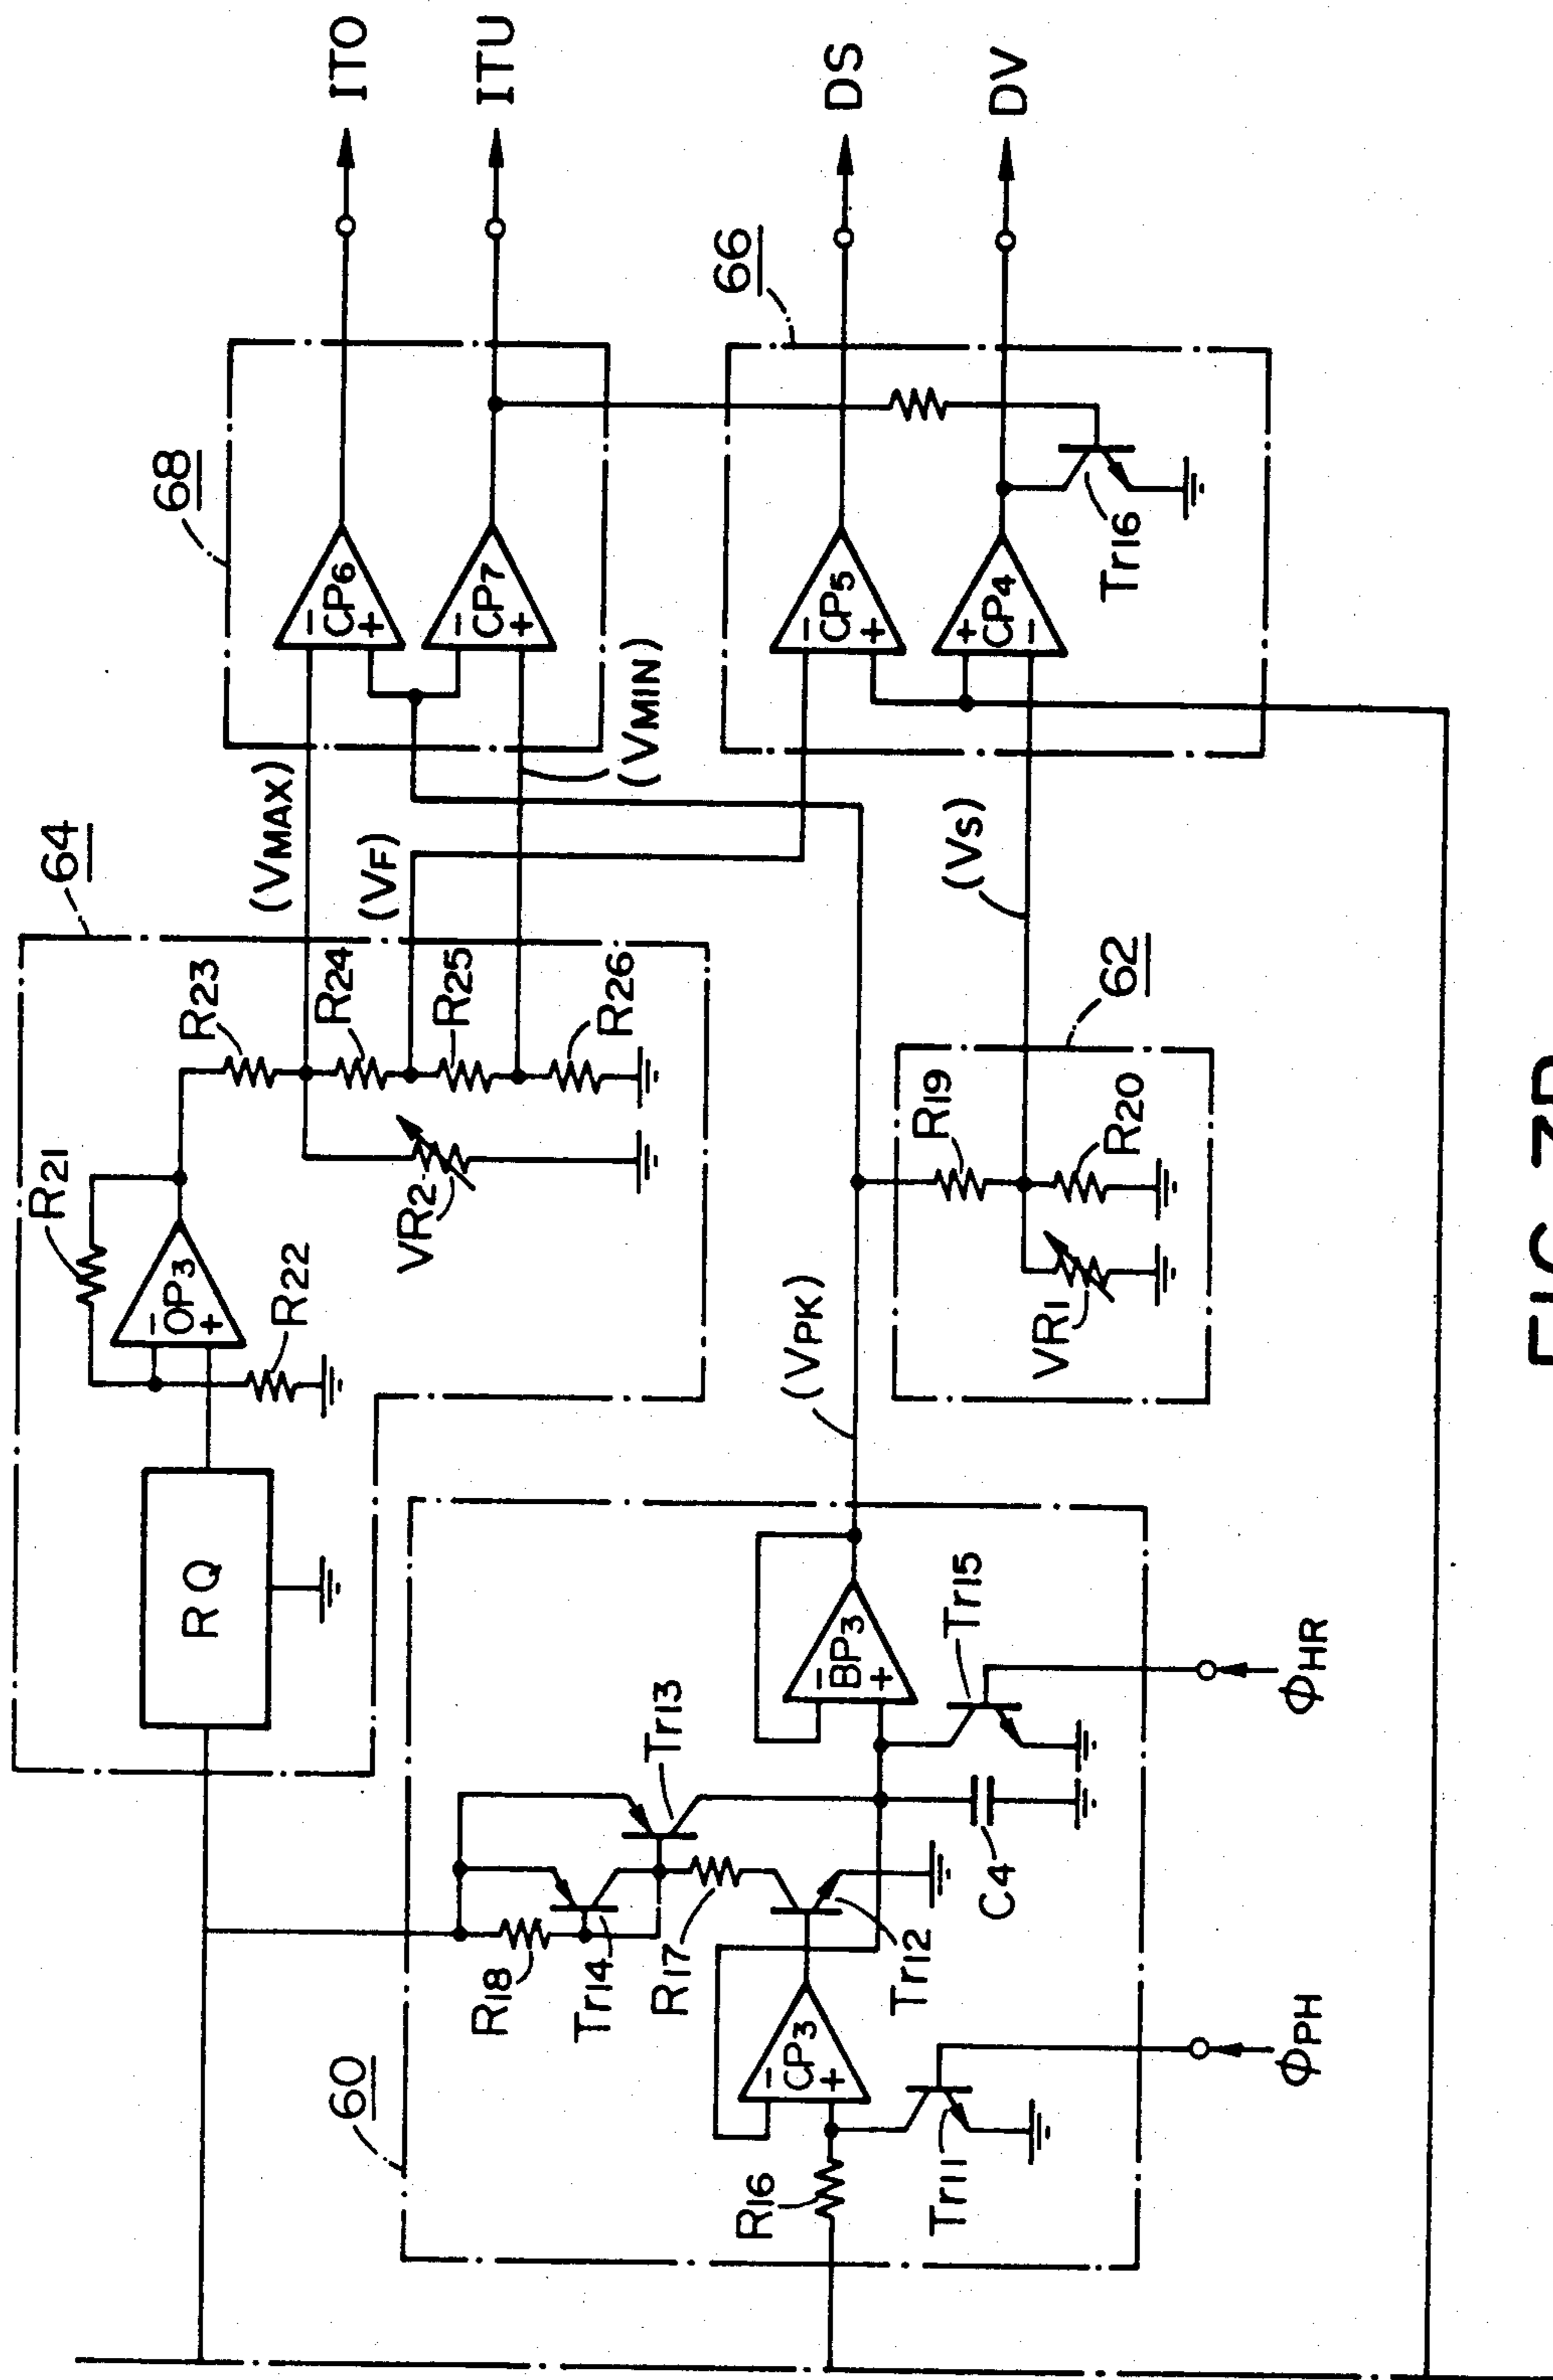 ITO
ITU
DS
DV
68
66
64
(VMAX)
(VF)
(VMIN)
(VS)
(VPK)
62
60
CP6
CP7
CP5
CP4
Tr16
R23
R24
R25
R26
R21
OP3
R22
VR2
RQ
R19
R20
VR1
BP3
Tr15
Tr13
R18
Tr14
R17
Tr12
C4
CP3
R16
Tr11
ΦHR
ΦPH
− +
− +
− +
+ −
− +
− +
− +